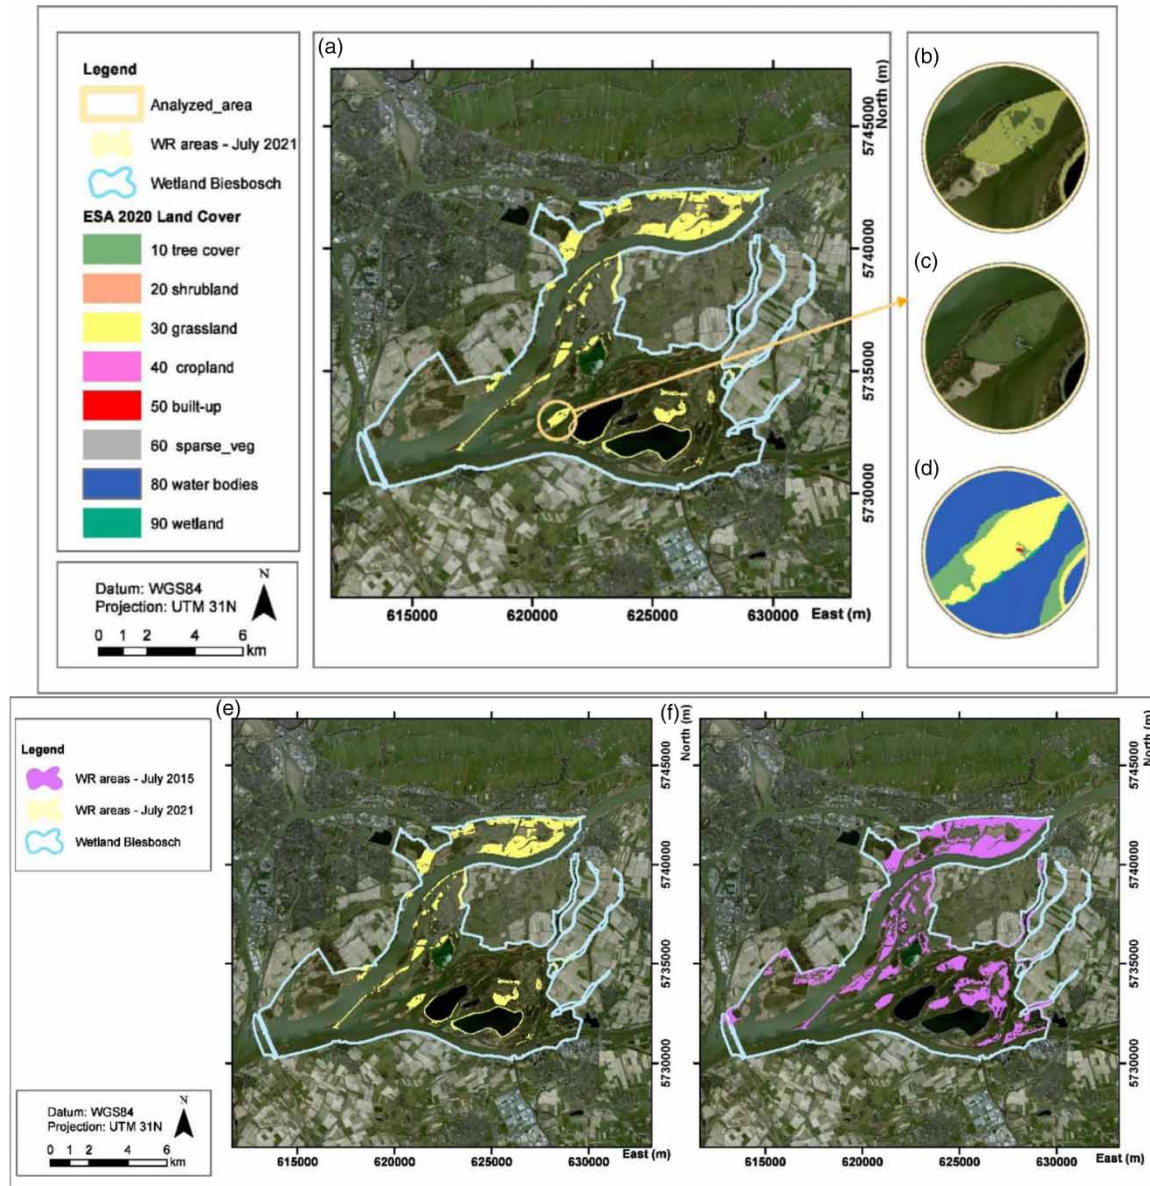 Legend
Analyzed_area
WR areas - July 2021
Wetland Biesbosch
ESA 2020 Land Cover
10 tree cover
20 shrubland
30 grassland
40 cropland
50 built-up
60 sparse_veg
80 water bodies
90 wetland
Datum: WGS84
Projection: UTM 31N
N
0 1 2 4 6
km
(a)
North (m)
5745000
5740000
5735000
5730000
615000 620000 625000 630000
East (m)
(b)
(c)
(d)
Legend
WR areas - July 2015
WR areas - July 2021
Wetland Biesbosch
Datum: WGS84
Projection: UTM 31N
N
0 1 2 4 6
km
(e)
North (m)
5745000
5740000
5735000
5730000
615000 620000 625000 630000
East (m)
(f)
North (m)
5745000
5740000
5735000
5730000
615000 620000 625000 630000
East (m)